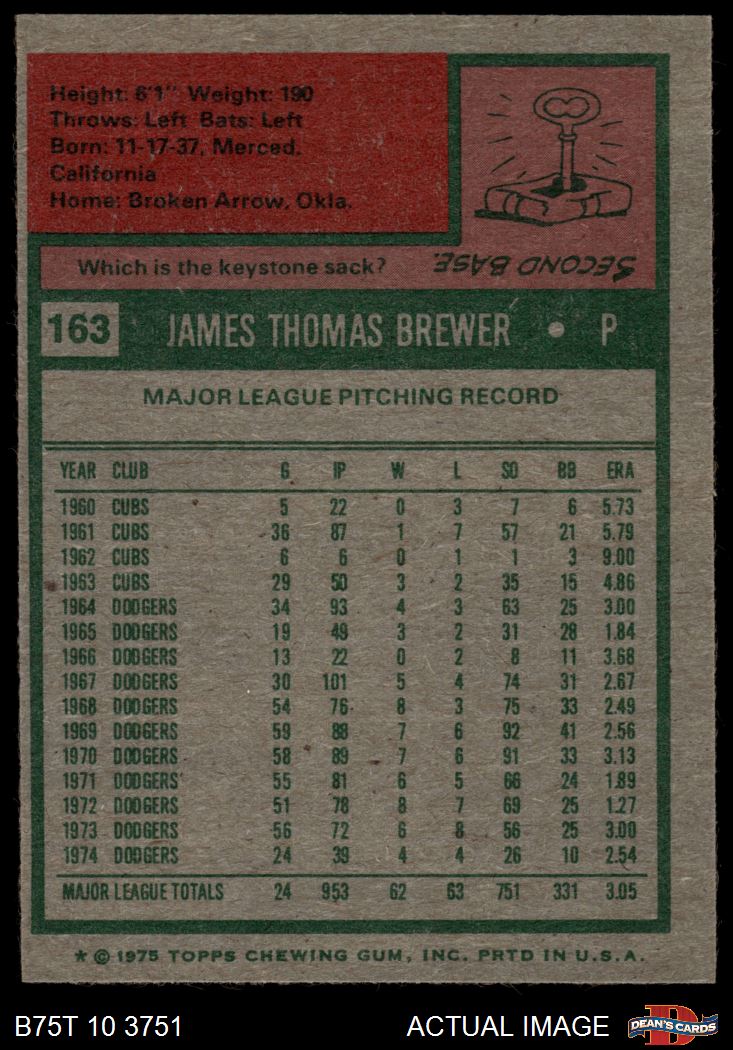 Height: 6'1" Weight: 190
Throws: Left Bats: Left
Born: 11-17-37, Merced,
California
Home: Broken Arrow, Okla.
Which is the keystone sack?
SECOND BASE.
163 JAMES THOMAS BREWER • P
MAJOR LEAGUE PITCHING RECORD
YEAR CLUB G IP W L SO BB ERA
1960 CUBS 5 22 0 3 7 6 5.73
1961 CUBS 36 87 1 7 57 21 5.79
1962 CUBS 6 6 0 1 1 3 9.00
1963 CUBS 29 50 3 2 35 15 4.86
1964 DODGERS 34 93 4 3 63 25 3.00
1965 DODGERS 19 49 3 2 31 28 1.84
1966 DODGERS 13 22 0 2 8 11 3.68
1967 DODGERS 30 101 5 4 74 31 2.67
1968 DODGERS 54 76 8 3 75 33 2.49
1969 DODGERS 59 88 7 6 92 41 2.56
1970 DODGERS 58 89 7 6 91 33 3.13
1971 DODGERS 55 81 6 5 66 24 1.89
1972 DODGERS 51 78 8 7 69 25 1.27
1973 DODGERS 56 72 6 8 56 25 3.00
1974 DODGERS 24 39 4 4 26 10 2.54
MAJOR LEAGUE TOTALS 24 953 62 63 751 331 3.05
* © 1975 TOPPS CHEWING GUM, INC. PRTD IN U.S.A.
B75T 10 3751 ACTUAL IMAGE D DEAN'S CARDS